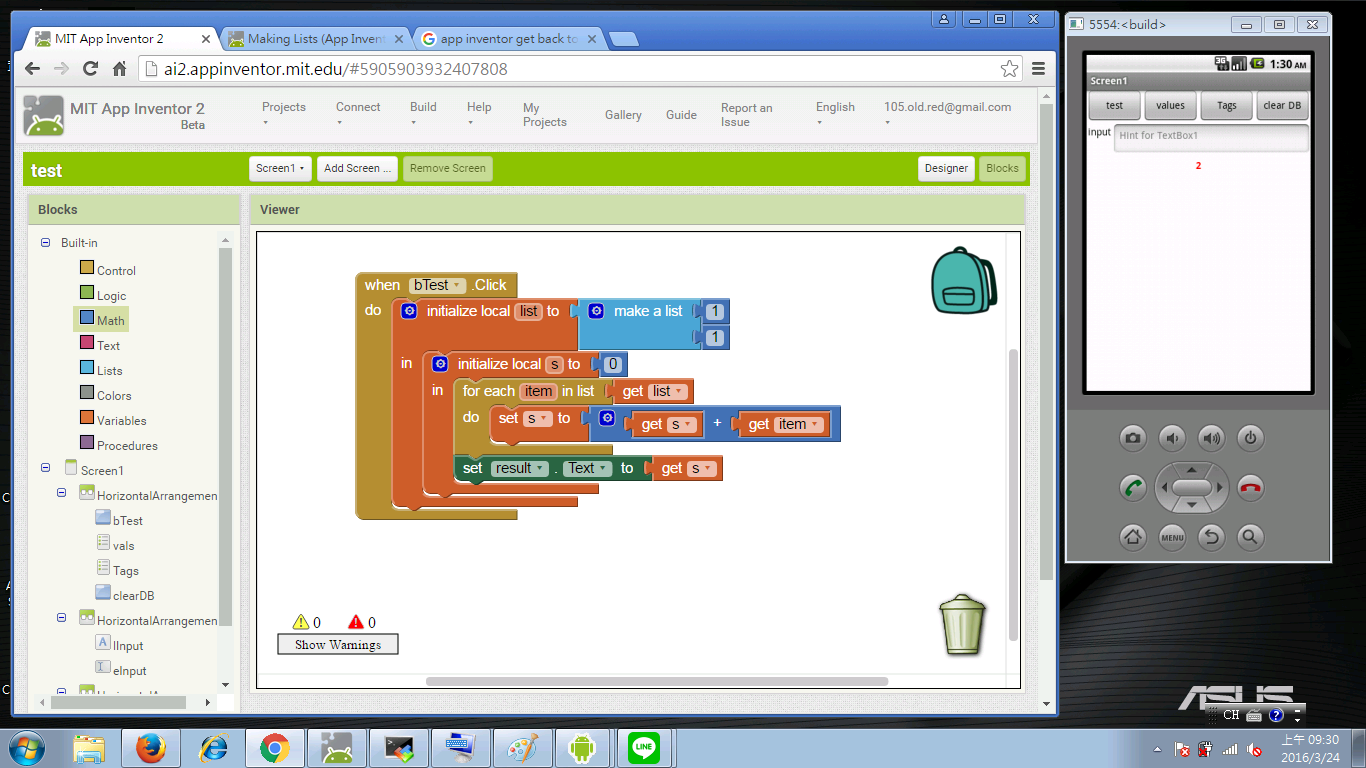 MIT App Inventor 2
Making Lists (App Inven
app inventor get back to
ai2.appinventor.mit.edu/#5905903932407808
MIT App Inventor 2
Beta
Projects
Connect
Build
Help
My Projects
Gallery
Guide
Report an Issue
English
105.old.red@gmail.com
test
Screen1
Add Screen ...
Remove Screen
Designer
Blocks
Blocks
Built-in
Control
Logic
Math
Text
Lists
Colors
Variables
Procedures
Screen1
HorizontalArrangemen
bTest
vals
Tags
clearDB
HorizontalArrangemen
lInput
eInput
Viewer
when bTest .Click
do initialize local list to make a list 1
1
in initialize local s to 0
in for each item in list get list
do set s to get s + get item
set result . Text to get s
0 0
Show Warnings
5554:<build>
3G 1:30 AM
Screen1
test values Tags clear DB
input Hint for TextBox1
2
MENU
ASUS
CH
LINE
上午 09:30
2016/3/24